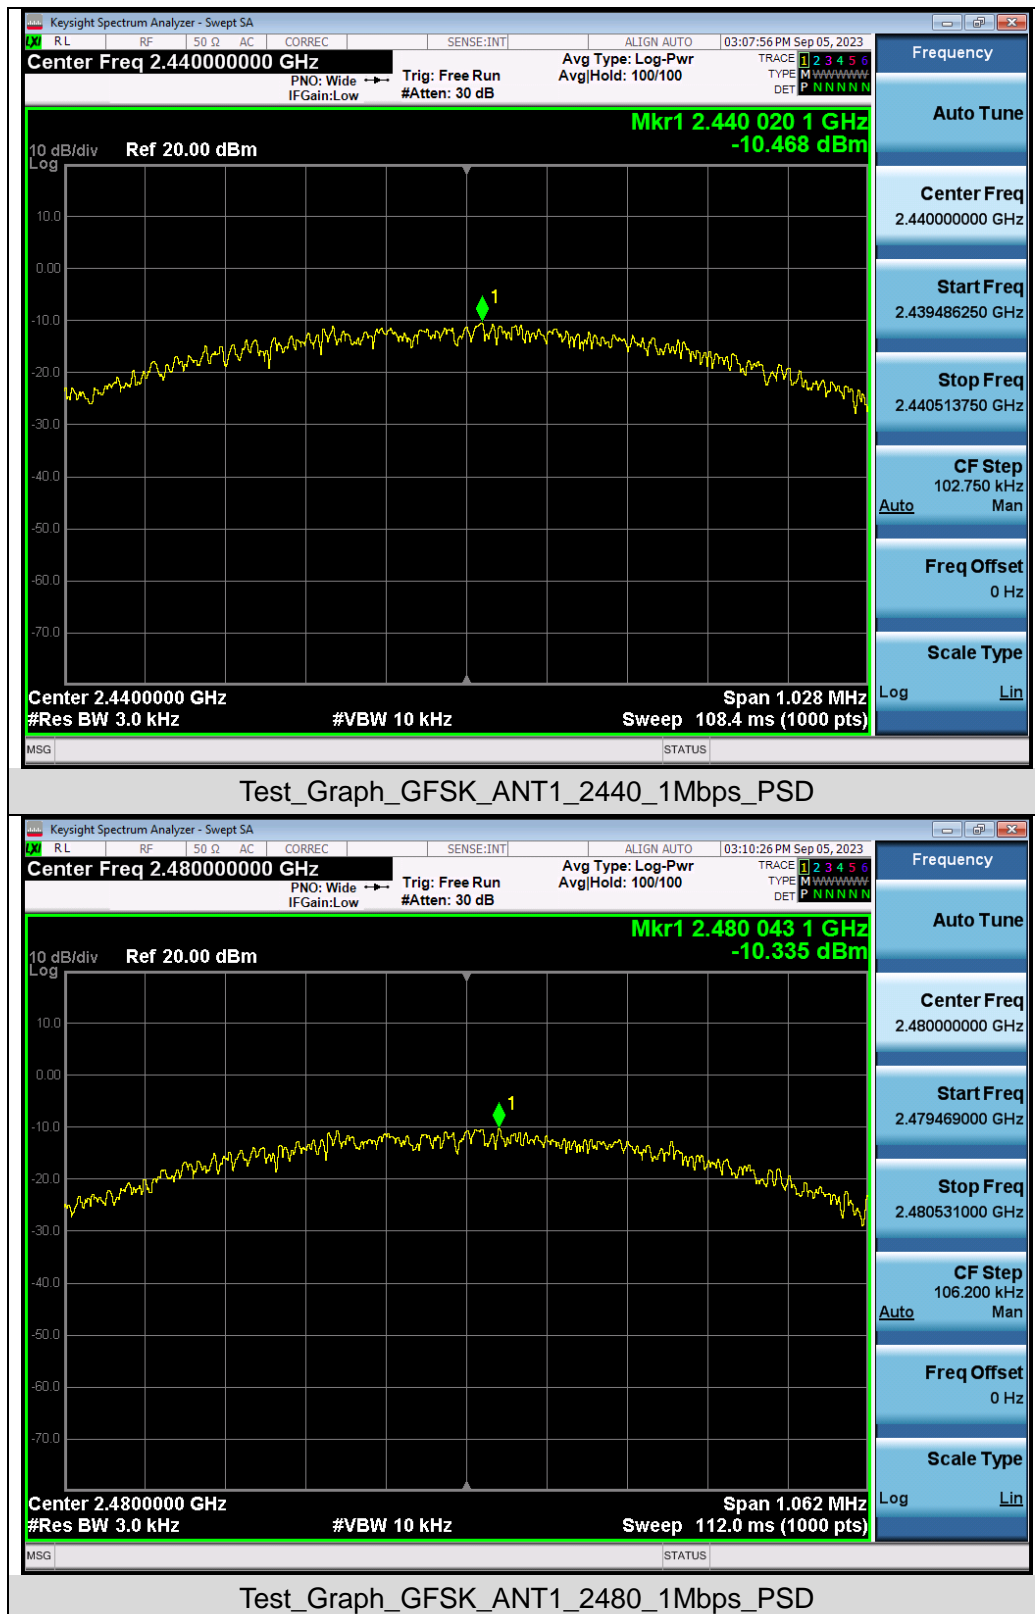 Keysight Spectrum Analyzer - Swept SA
LXI RL RF 50 Ω AC CORREC SENSE:INT ALIGN AUTO 03:07:56 PM Sep 05, 2023
Center Freq 2.440000000 GHz
PNO: Wide Trig: Free Run
IFGain:Low #Atten: 30 dB
Avg Type: Log-Pwr
Avg|Hold: 100/100
TRACE 1 2 3 4 5 6
TYPE M WWWWW
DET P N N N N N
Mkr1 2.440 020 1 GHz
-10.468 dBm
10 dB/div Ref 20.00 dBm
Log
10.0
0.00
-10.0
-20.0
-30.0
-40.0
-50.0
-60.0
-70.0
1
Center 2.4400000 GHz Span 1.028 MHz
#Res BW 3.0 kHz #VBW 10 kHz Sweep 108.4 ms (1000 pts)
MSG STATUS
Frequency
Auto Tune
Center Freq
2.440000000 GHz
Start Freq
2.439486250 GHz
Stop Freq
2.440513750 GHz
CF Step
102.750 kHz
Auto Man
Freq Offset
0 Hz
Scale Type
Log Lin
Test_Graph_GFSK_ANT1_2440_1Mbps_PSD
Keysight Spectrum Analyzer - Swept SA
LXI RL RF 50 Ω AC CORREC SENSE:INT ALIGN AUTO 03:10:26 PM Sep 05, 2023
Center Freq 2.480000000 GHz
PNO: Wide Trig: Free Run
IFGain:Low #Atten: 30 dB
Avg Type: Log-Pwr
Avg|Hold: 100/100
TRACE 1 2 3 4 5 6
TYPE M WWWWW
DET P N N N N N
Mkr1 2.480 043 1 GHz
-10.335 dBm
10 dB/div Ref 20.00 dBm
Log
10.0
0.00
-10.0
-20.0
-30.0
-40.0
-50.0
-60.0
-70.0
1
Center 2.4800000 GHz Span 1.062 MHz
#Res BW 3.0 kHz #VBW 10 kHz Sweep 112.0 ms (1000 pts)
MSG STATUS
Frequency
Auto Tune
Center Freq
2.480000000 GHz
Start Freq
2.479469000 GHz
Stop Freq
2.480531000 GHz
CF Step
106.200 kHz
Auto Man
Freq Offset
0 Hz
Scale Type
Log Lin
Test_Graph_GFSK_ANT1_2480_1Mbps_PSD